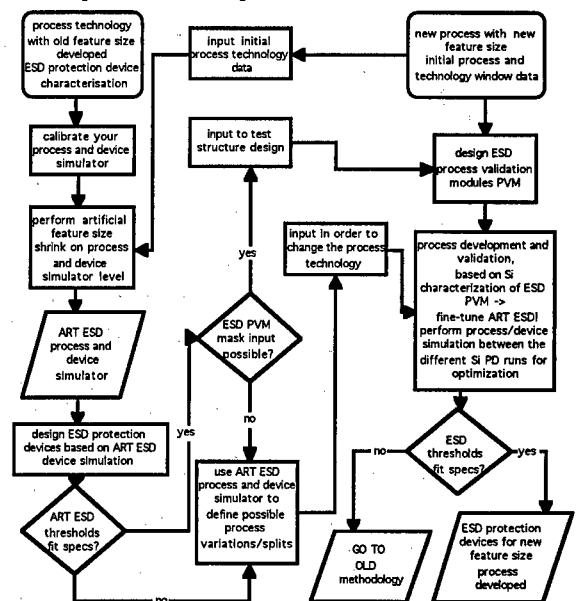 process technology
with old feature size
developed
ESD protection device
characterisation
input initial
process technology
data
new process with new
feature size
initial process and
technology window data
calibrate your
process and device
simulator
input to test
structure design
design ESD
process validation
modules PVM
perform artificial
feature size
shrink on process
and device
simulator level
input in order to
change the process
technology
process development and
validation,
based on Si
characterization of ESD
PVM ->
fine-tune ART ESD!
perform process/device
simulation between the
different Si PD runs for
optimization
yes
ART ESD
process and
device
simulator
ESD PVM
mask input
possible?
no
yes
design ESD protection
devices based on ART ESD
device simulation
use ART ESD
process and device
simulator to
define possible
process
variations/splits
ESD
thresholds
fit specs?
no
yes
ART ESD
thresholds
fit specs?
no
GO TO
OLD
methodology
ESD protection
devices for new
feature size
process
developed